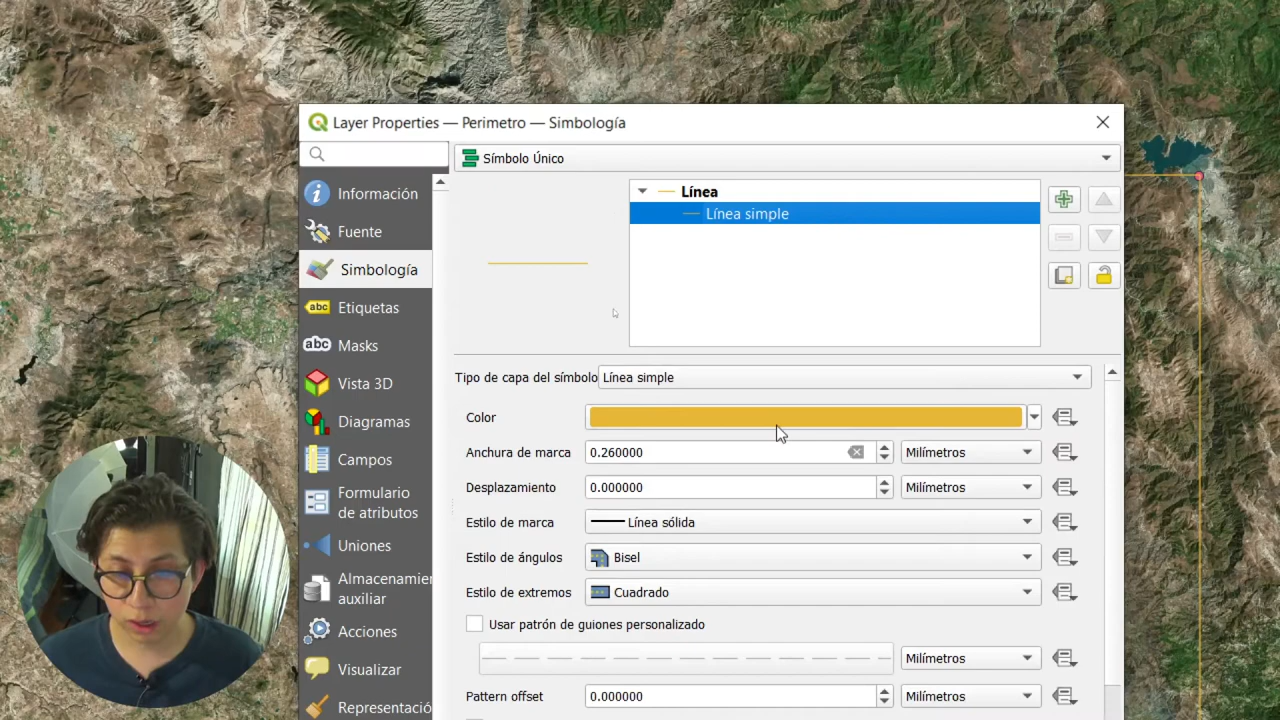 Layer Properties — Perimetro — Simbología
Símbolo Único
Información
Fuente
Simbología
abc Etiquetas
abc Masks
Vista 3D
Diagramas
Campos
Formulario
de atributos
Uniones
Almacenamier
auxiliar
Acciones
Visualizar
Representació
Línea
Línea simple
Tipo de capa del símbolo Línea simple
Color
Anchura de marca 0.260000 Milímetros
Desplazamiento 0.000000 Milímetros
Estilo de marca Línea sólida
Estilo de ángulos Bisel
Estilo de extremos Cuadrado
Usar patrón de guiones personalizado
Milímetros
Pattern offset 0.000000 Milímetros